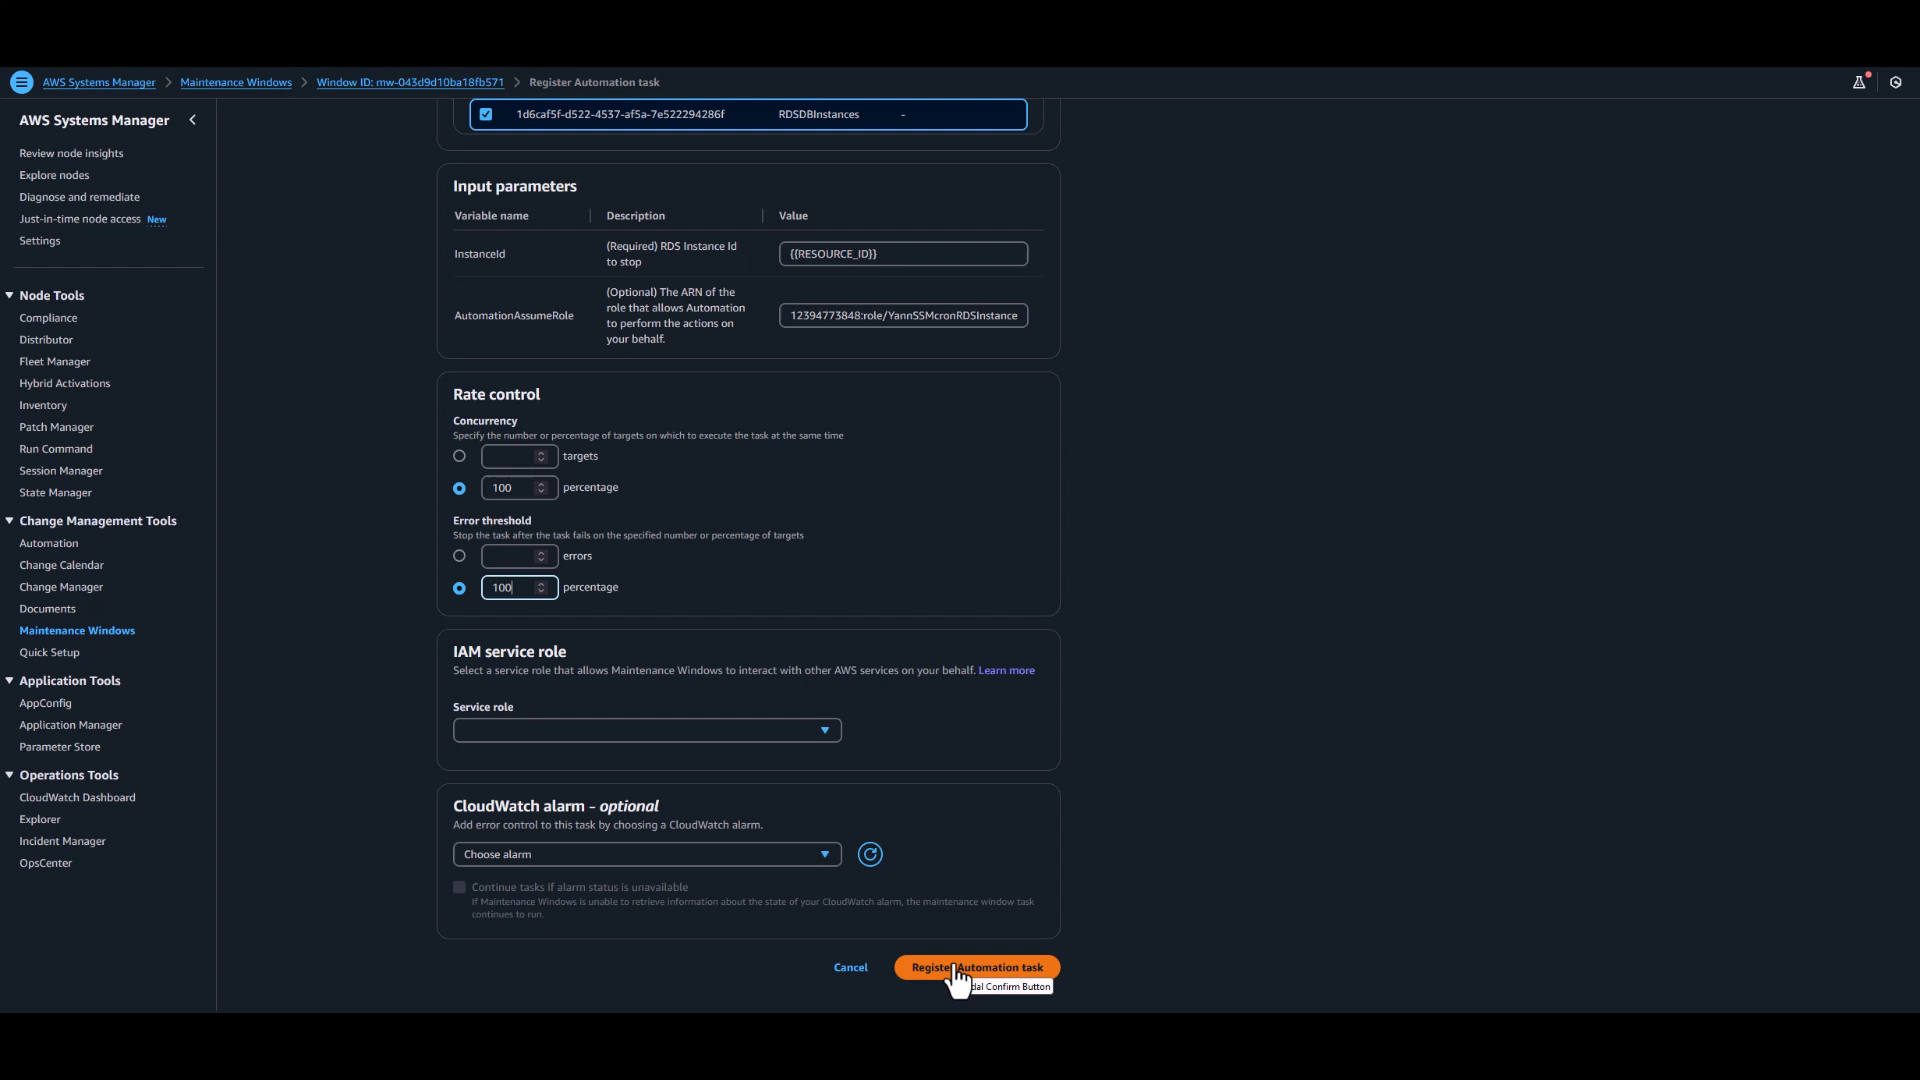 AWS Systems Manager > Maintenance Windows > Window ID: mw-043d9d10ba18fb571 > Register Automation task
AWS Systems Manager
Review node insights
Explore nodes
Diagnose and remediate
Just-in-time node access New
Settings
Node Tools
Compliance
Distributor
Fleet Manager
Hybrid Activations
Inventory
Patch Manager
Run Command
Session Manager
State Manager
Change Management Tools
Automation
Change Calendar
Change Manager
Documents
Maintenance Windows
Quick Setup
Application Tools
AppConfig
Application Manager
Parameter Store
Operations Tools
CloudWatch Dashboard
Explorer
Incident Manager
OpsCenter
1d6caf5f-d522-4537-af5a-7e522294286f RDSDBInstances -
Input parameters
Variable name Description Value
InstanceId
(Required) RDS Instance Id
to stop
{{RESOURCE_ID}}
AutomationAssumeRole
(Optional) The ARN of the
role that allows Automation
to perform the actions on
your behalf.
12394773848:role/YannSSMcronRDSInstance
Rate control
Concurrency
Specify the number or percentage of targets on which to execute the task at the same time
targets
100 percentage
Error threshold
Stop the task after the task fails on the specified number or percentage of targets
errors
100 percentage
IAM service role
Select a service role that allows Maintenance Windows to interact with other AWS services on your behalf. Learn more
Service role
CloudWatch alarm - optional
Add error control to this task by choosing a CloudWatch alarm.
Choose alarm
Continue tasks if alarm status is unavailable
If Maintenance Windows is unable to retrieve information about the state of your CloudWatch alarm, the maintenance window task
continues to run.
Cancel
Register Automation task
Confirm Button